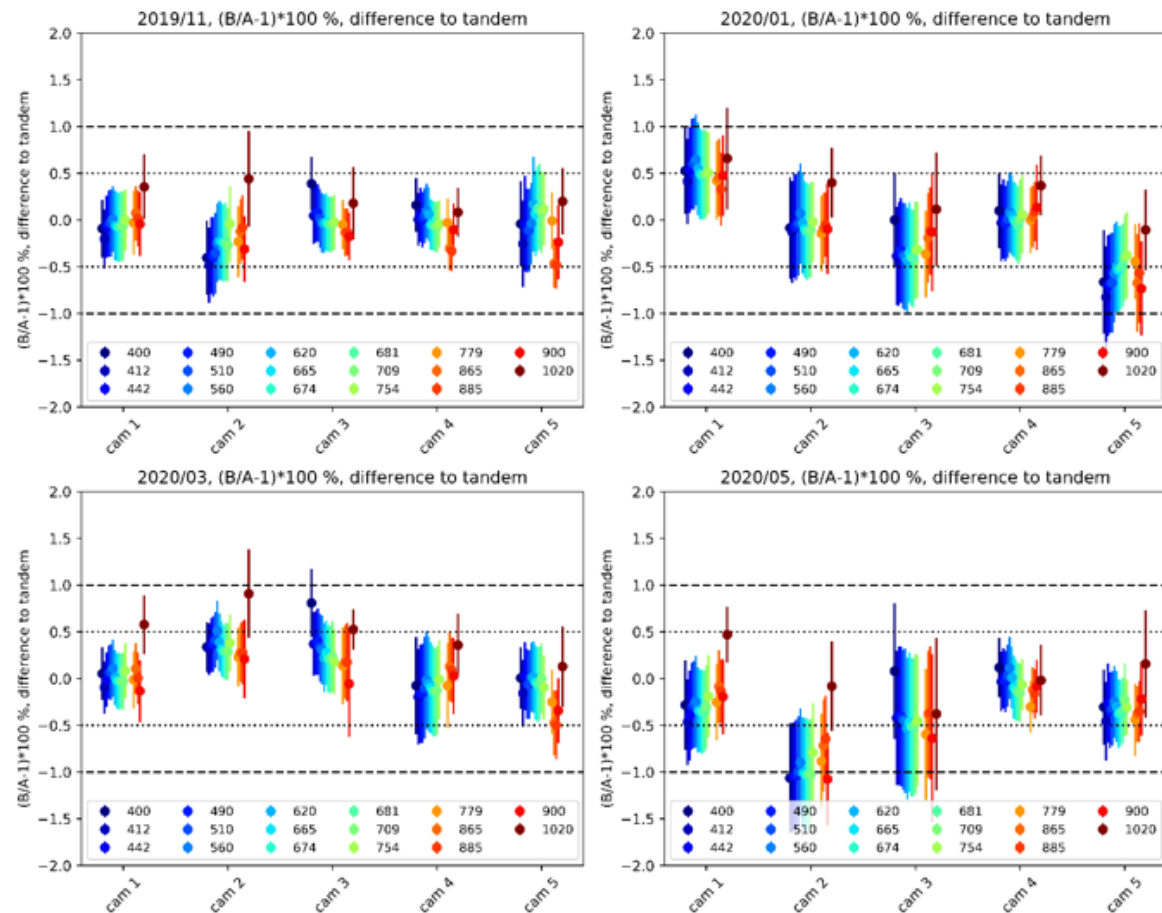 2019/11, (B/A-1)*100 %, difference to tandem
(B/A-1)*100 %, difference to tandem
2.0
1.5
1.0
0.5
0.0
−0.5
−1.0
−1.5
−2.0
400 490 620 681 779 900
412 510 665 709 865 1020
442 560 674 754 885
cam 1 cam 2 cam 3 cam 4 cam 5
2020/01, (B/A-1)*100 %, difference to tandem
(B/A-1)*100 %, difference to tandem
2.0
1.5
1.0
0.5
0.0
−0.5
−1.0
−1.5
−2.0
400 490 620 681 779 900
412 510 665 709 865 1020
442 560 674 754 885
cam 1 cam 2 cam 3 cam 4 cam 5
2020/03, (B/A-1)*100 %, difference to tandem
(B/A-1)*100 %, difference to tandem
2.0
1.5
1.0
0.5
0.0
−0.5
−1.0
−1.5
−2.0
400 490 620 681 779 900
412 510 665 709 865 1020
442 560 674 754 885
cam 1 cam 2 cam 3 cam 4 cam 5
2020/05, (B/A-1)*100 %, difference to tandem
(B/A-1)*100 %, difference to tandem
2.0
1.5
1.0
0.5
0.0
−0.5
−1.0
−1.5
−2.0
400 490 620 681 779 900
412 510 665 709 865 1020
442 560 674 754 885
cam 1 cam 2 cam 3 cam 4 cam 5